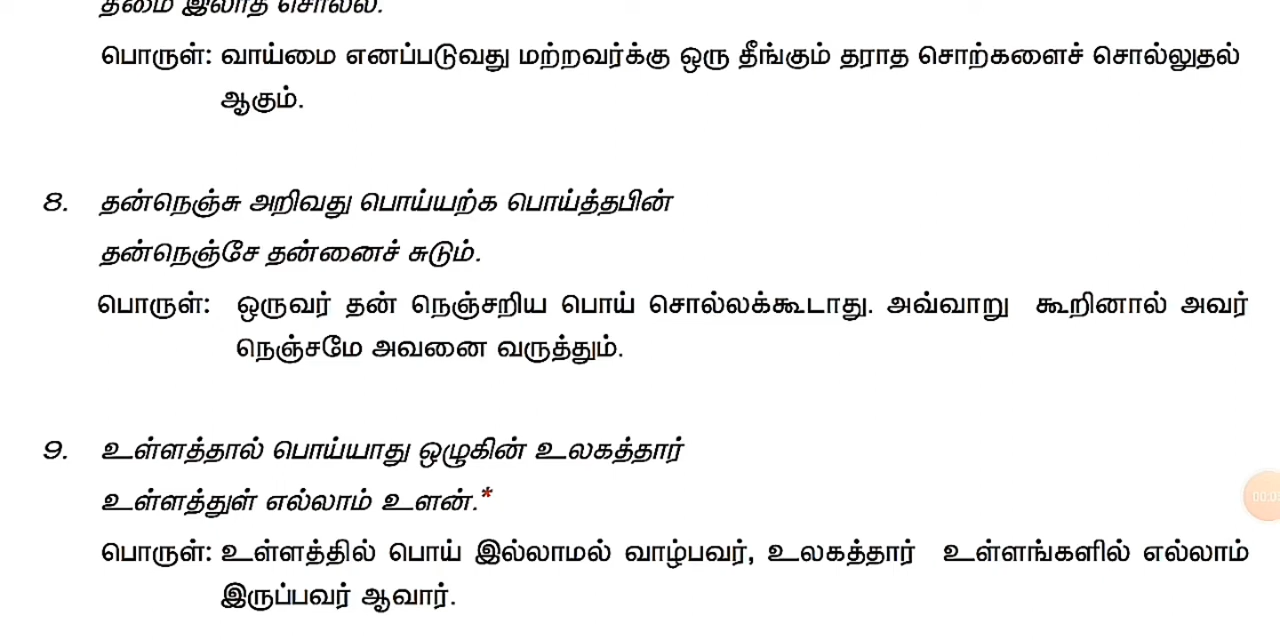 தீமை இலாத சொலல்.
பொருள்: வாய்மை எனப்படுவது மற்றவர்க்கு ஒரு தீங்கும் தராத சொற்களைச் சொல்லுதல்
ஆகும்.
8. தன்நெஞ்சு அறிவது பொய்யற்க பொய்த்தபின்
தன்நெஞ்சே தன்னைச் சுடும்.
பொருள்: ஒருவர் தன் நெஞ்சறிய பொய் சொல்லக்கூடாது. அவ்வாறு கூறினால் அவர்
நெஞ்சமே அவனை வருத்தும்.
9. உள்ளத்தால் பொய்யாது ஒழுகின் உலகத்தார்
உள்ளத்துள் எல்லாம் உளன்.*
பொருள்: உள்ளத்தில் பொய் இல்லாமல் வாழ்பவர், உலகத்தார் உள்ளங்களில் எல்லாம்
இருப்பவர் ஆவார்.